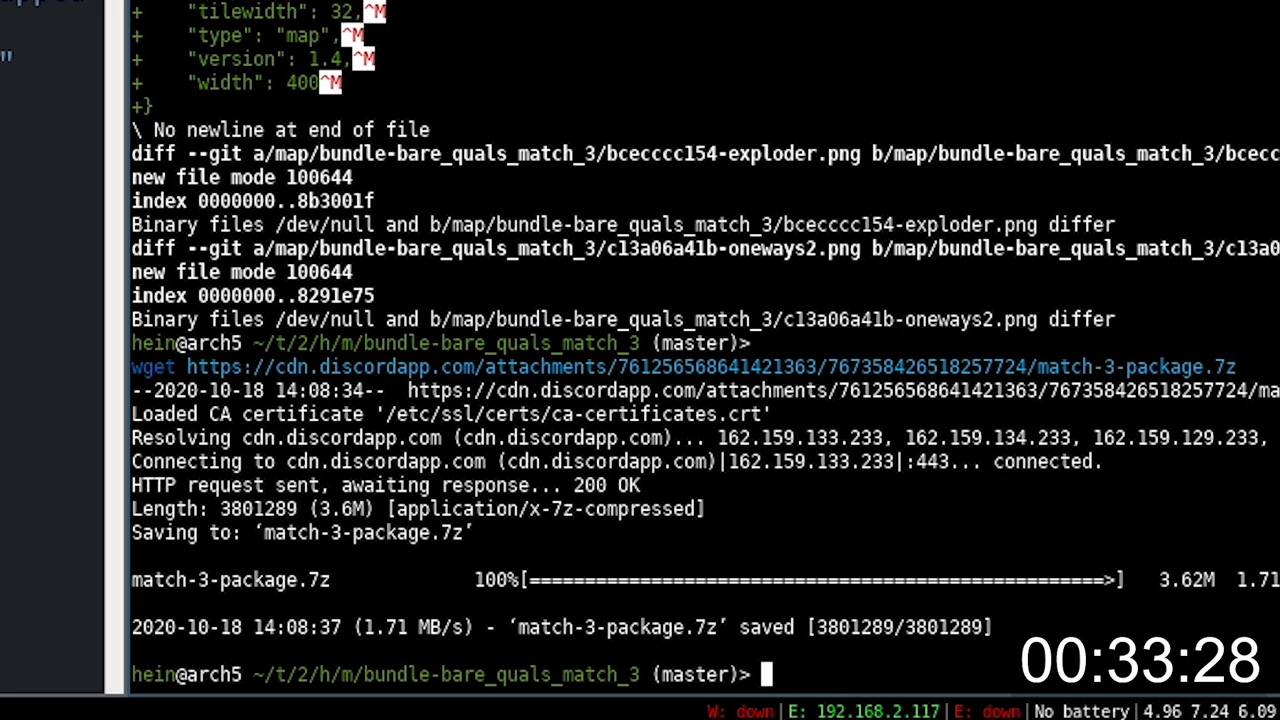 "
+    "tilewidth": 32,^M
+    "type": "map",^M
+    "version": 1.4,^M
+    "width": 400^M
+}
\ No newline at end of file
diff --git a/map/bundle-bare_quals_match_3/bcecccc154-exploder.png b/map/bundle-bare_quals_match_3/bcecc
new file mode 100644
index 0000000..8b3001f
Binary files /dev/null and b/map/bundle-bare_quals_match_3/bcecccc154-exploder.png differ
diff --git a/map/bundle-bare_quals_match_3/c13a06a41b-oneways2.png b/map/bundle-bare_quals_match_3/c13a0
new file mode 100644
index 0000000..8291e75
Binary files /dev/null and b/map/bundle-bare_quals_match_3/c13a06a41b-oneways2.png differ
hein@arch5 ~/t/2/h/m/bundle-bare_quals_match_3 (master)>
wget https://cdn.discordapp.com/attachments/761256568641421363/767358426518257724/match-3-package.7z
--2020-10-18 14:08:34--  https://cdn.discordapp.com/attachments/761256568641421363/767358426518257724/ma
Loaded CA certificate '/etc/ssl/certs/ca-certificates.crt'
Resolving cdn.discordapp.com (cdn.discordapp.com)... 162.159.133.233, 162.159.134.233, 162.159.129.233,
Connecting to cdn.discordapp.com (cdn.discordapp.com)|162.159.133.233|:443... connected.
HTTP request sent, awaiting response... 200 OK
Length: 3801289 (3.6M) [application/x-7z-compressed]
Saving to: ‘match-3-package.7z’
match-3-package.7z             100%[====================================================>]   3.62M  1.71
2020-10-18 14:08:37 (1.71 MB/s) - ‘match-3-package.7z’ saved [3801289/3801289]
hein@arch5 ~/t/2/h/m/bundle-bare_quals_match_3 (master)>
00:33:28
W: down|E: 192.168.2.117|E: down|No battery|4.96 7.24 6.09